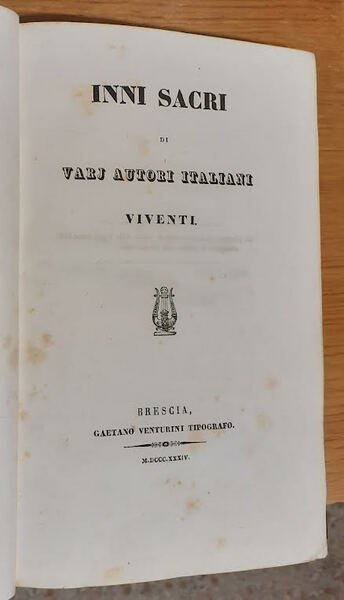 INNI SACRI
DI
VARJ AUTORI ITALIANI
VIVENTI.
BRESCIA,
GAETANO VENTURINI TIPOGRAFO.
M.DCCC.XXXIV.